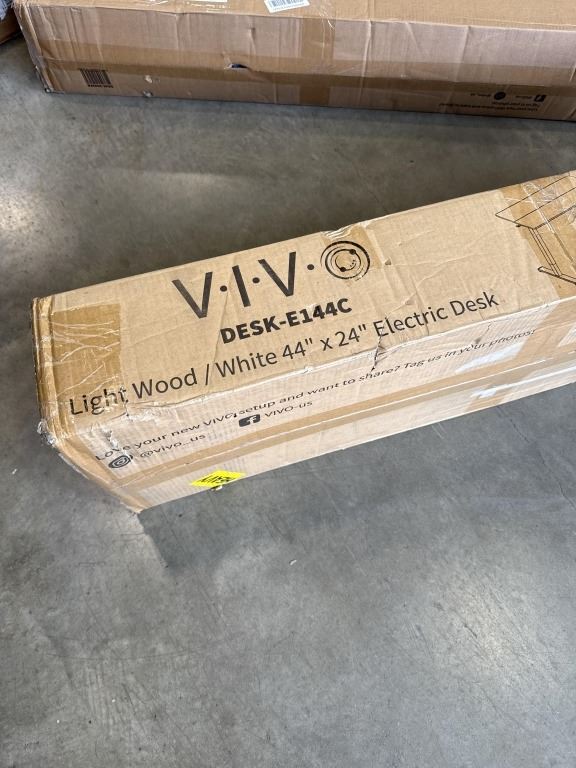 V·I·V·O
DESK-E144C
Light Wood / White 44" x 24" Electric Desk
Love your new VIVO setup and want to share? Tag us in your photos!
@vivo_us
VIVO-US